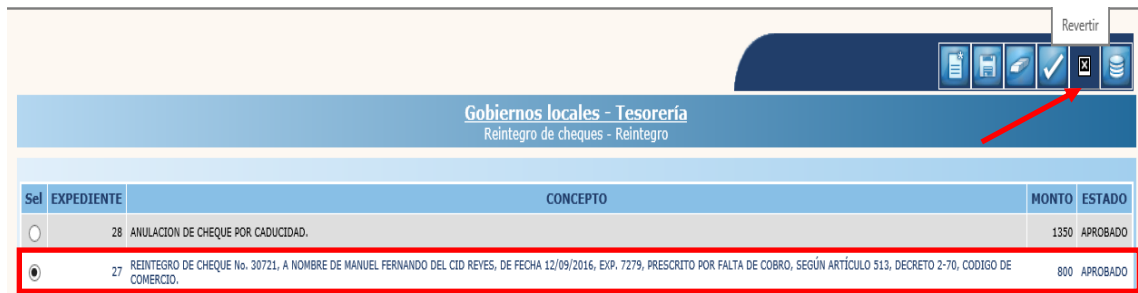 Revertir
Gobiernos locales - Tesorería
Reintegro de cheques - Reintegro
Sel EXPEDIENTE CONCEPTO MONTO ESTADO
28 ANULACION DE CHEQUE POR CADUCIDAD. 1350 APROBADO
27 REINTEGRO DE CHEQUE No. 30721, A NOMBRE DE MANUEL FERNANDO DEL CID REYES, DE FECHA 12/09/2016, EXP. 7279, PRESCRITO POR FALTA DE COBRO, SEGÚN ARTÍCULO 513, DECRETO 2-70, CODIGO DE 800 APROBADO
COMERCIO.